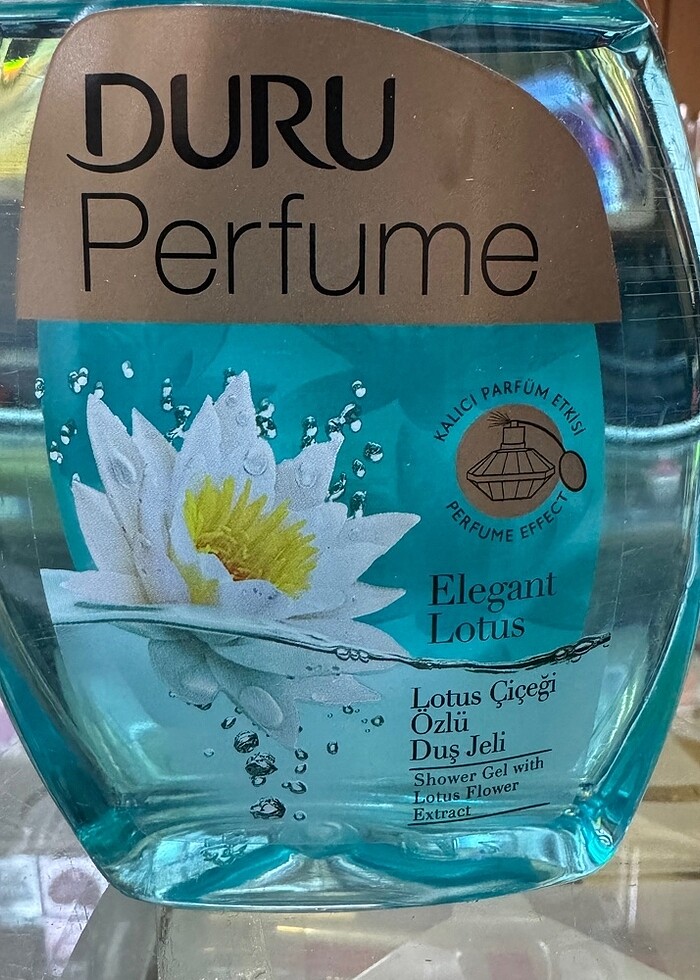 DURU
Perfume
KALICI PARFÜM ETKİSİ
PERFUME EFFECT
Elegant
Lotus
Lotus Çiçeği
Özlü
Duş Jeli
Shower Gel with
Lotus Flower
Extract